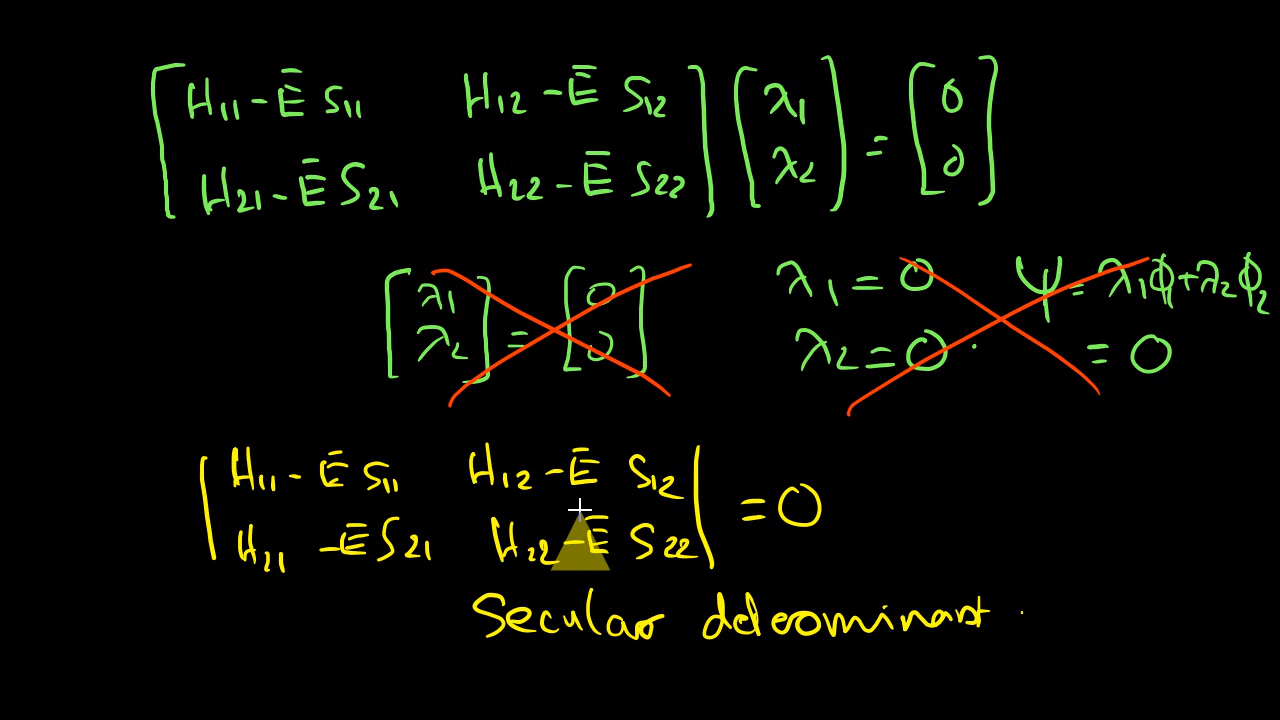 [H₁₁ - E̅ S₁₁  H₁₂ - E̅ S₁₂] [λ₁] = [0]
[H₂₁ - E̅ S₂₁  H₂₂ - E̅ S₂₂] [λ₂] [0]
[λ₁] = [0]  λ₁ = 0  Ψ = λ₁ϕ₁ + λ₂ϕ₂
[λ₂] [0]  λ₂ = 0 .  = 0
|H₁₁ - E̅ S₁₁  H₁₂ - E̅ S₁₂| = 0
|H₂₁ - E̅ S₂₁  H₂₂ - E̅ S₂₂|
Secular determinant .